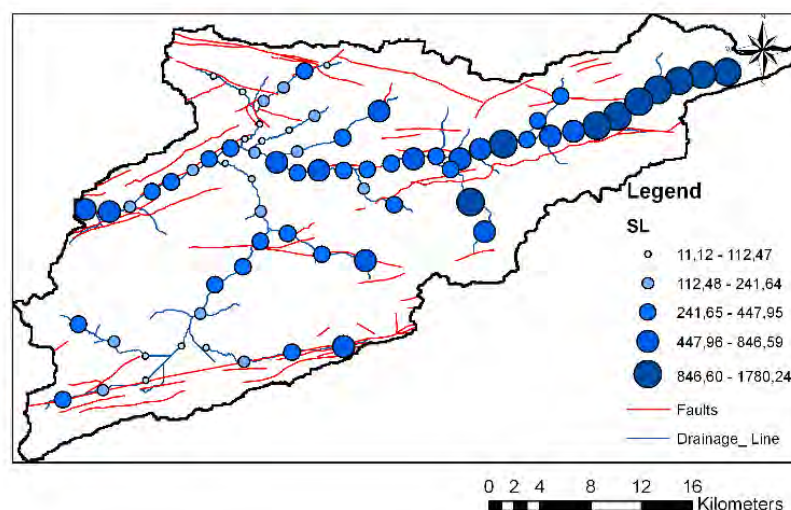 Legend
SL
11,12 - 112,47
112,48 - 241,64
241,65 - 447,95
447,96 - 846,59
846,60 - 1780,24
Faults
Drainage_ Line
0 2 4 8 12 16
Kilometers